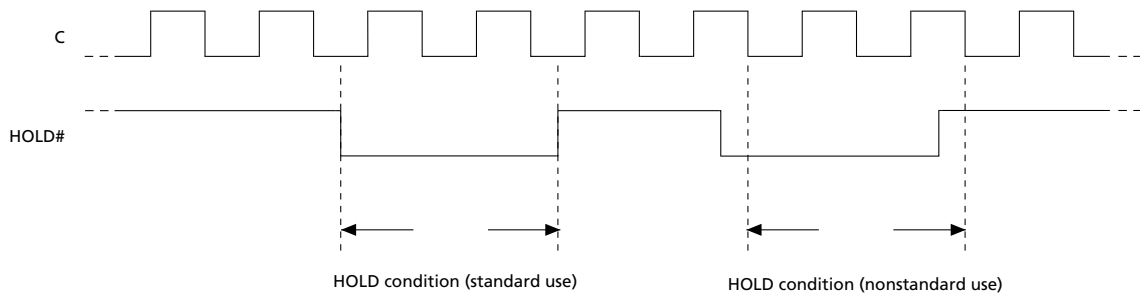 C
HOLD#
HOLD condition (standard use)
HOLD condition (nonstandard use)